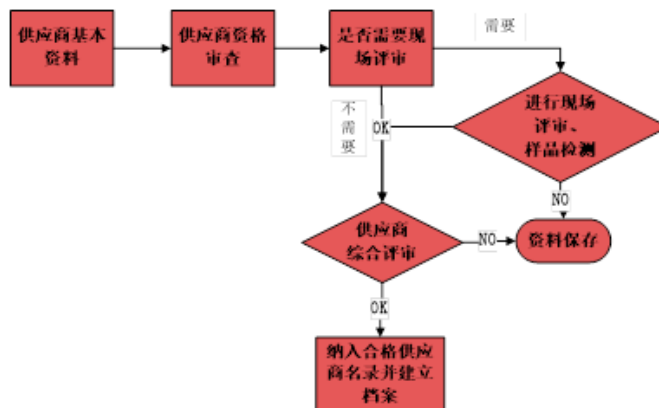 需要
供应商基本
资料
供应商资格
审查
是否需要现
场评审
进行现场
评审、
样品检测
不
需
要
OK
NO
供应商
综合评审
NO
资料保存
OK
纳入合格供应
商名录并建立
档案